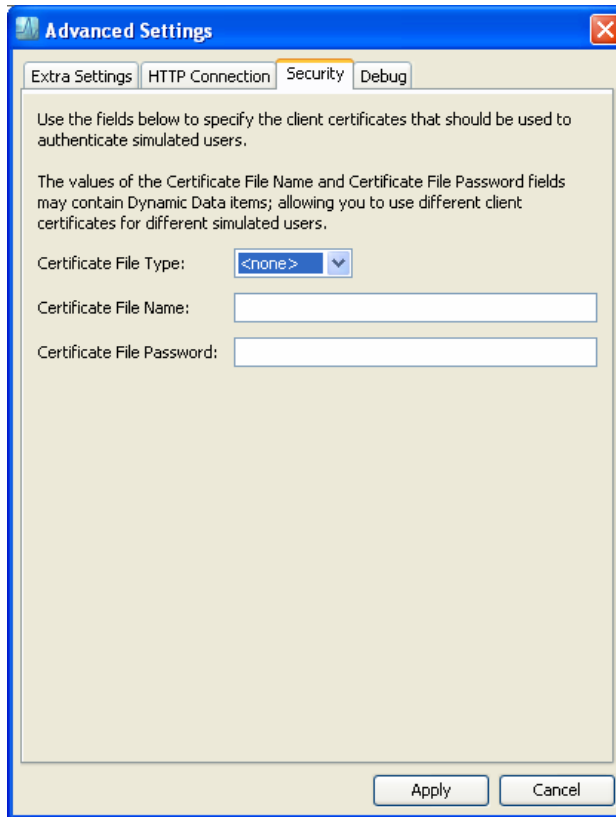 Advanced Settings
Extra Settings HTTP Connection Security Debug
Use the fields below to specify the client certificates that should be used to
authenticate simulated users.
The values of the Certificate File Name and Certificate File Password fields
may contain Dynamic Data items; allowing you to use different client
certificates for different simulated users.
Certificate File Type: <none>
Certificate File Name:
Certificate File Password:
Apply Cancel